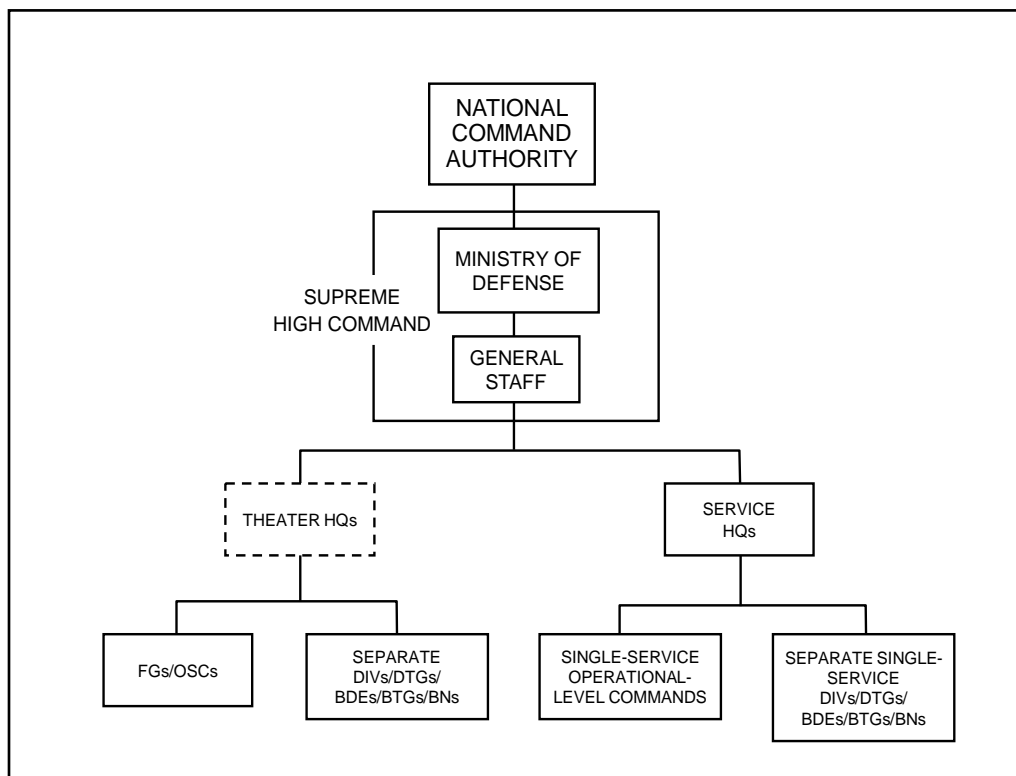 NATIONAL
COMMAND
AUTHORITY
MINISTRY OF
DEFENSE
SUPREME
HIGH COMMAND
GENERAL
STAFF
THEATER HQs
SERVICE
HQs
FGs/OSCs
SEPARATE
DIVs/DTGs/
BDEs/BTGs/BNs
SINGLE-SERVICE
OPERATIONAL-
LEVEL COMMANDS
SEPARATE SINGLE-
SERVICE
DIVs/DTGs/
BDEs/BTGs/BNs